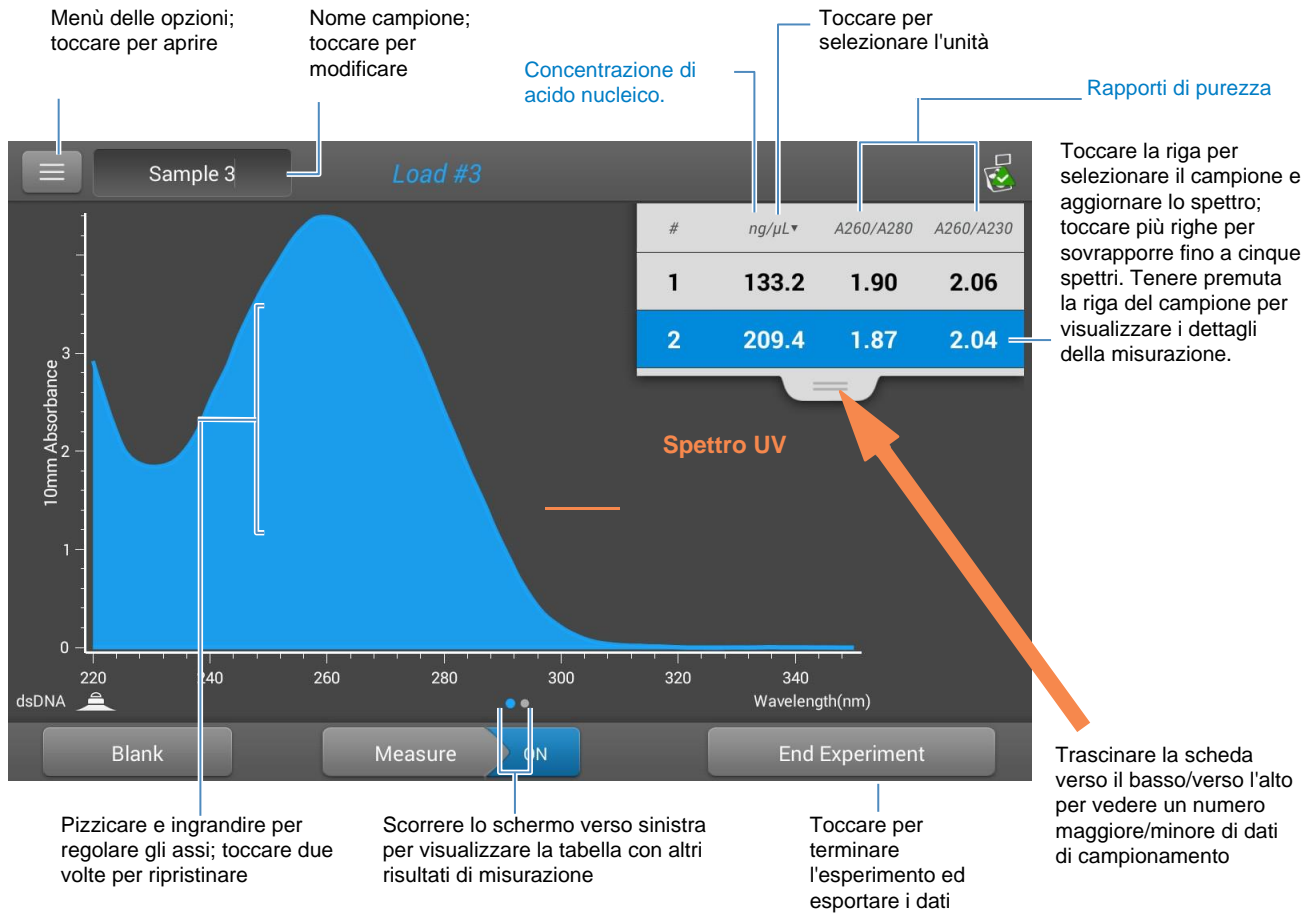 Menù delle opzioni;
toccare per aprire
Nome campione;
toccare per
modificare
Concentrazione di
acido nucleico.
Toccare per
selezionare l'unità
Rapporti di purezza
Sample 3
Load #3
Toccare la riga per
selezionare il campione e
aggiornare lo spettro;
toccare più righe per
sovrapporre fino a cinque
spettri. Tenere premuta
la riga del campione per
visualizzare i dettagli
della misurazione.
# ng/µL▾ A260/A280 A260/A230
1 133.2 1.90 2.06
2 209.4 1.87 2.04
Spettro UV
10mm Absorbance
3
2
1
0
220 240 260 280 300 320 340
dsDNA
Wavelength(nm)
Blank
Measure
ON
End Experiment
Pizzicare e ingrandire per
regolare gli assi; toccare due
volte per ripristinare
Scorrere lo schermo verso sinistra
per visualizzare la tabella con altri
risultati di misurazione
Toccare per
terminare
l'esperimento ed
esportare i dati
Trascinare la scheda
verso il basso/verso l'alto
per vedere un numero
maggiore/minore di dati
di campionamento